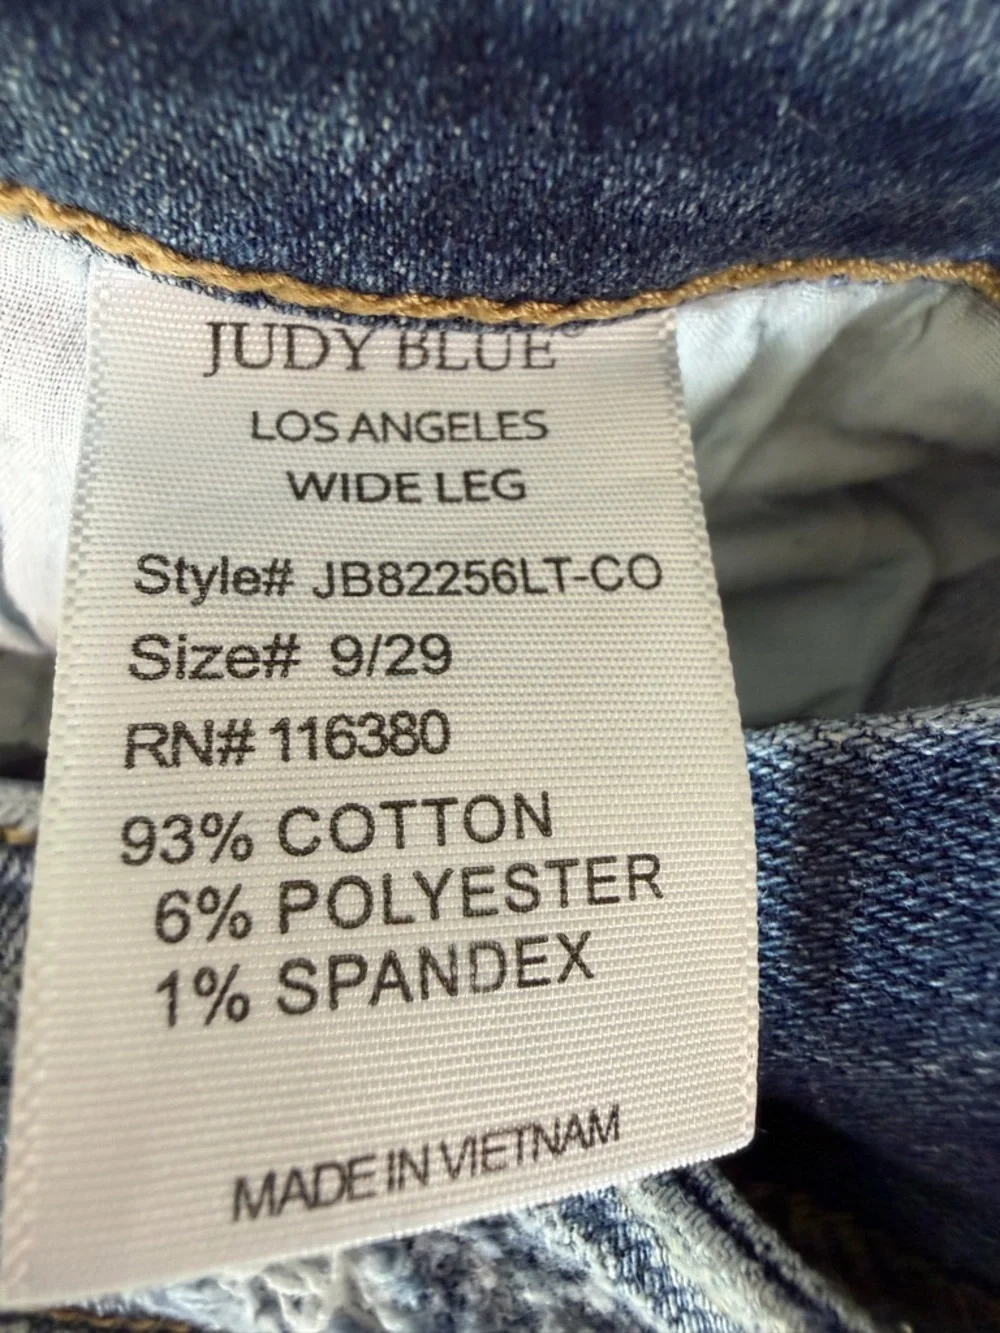 JUDY BLUE®
LOS ANGELES
WIDE LEG
Style# JB82256LT-CO
Size# 9/29
RN# 116380
93% COTTON
6% POLYESTER
1% SPANDEX
MADE IN VIETNAM